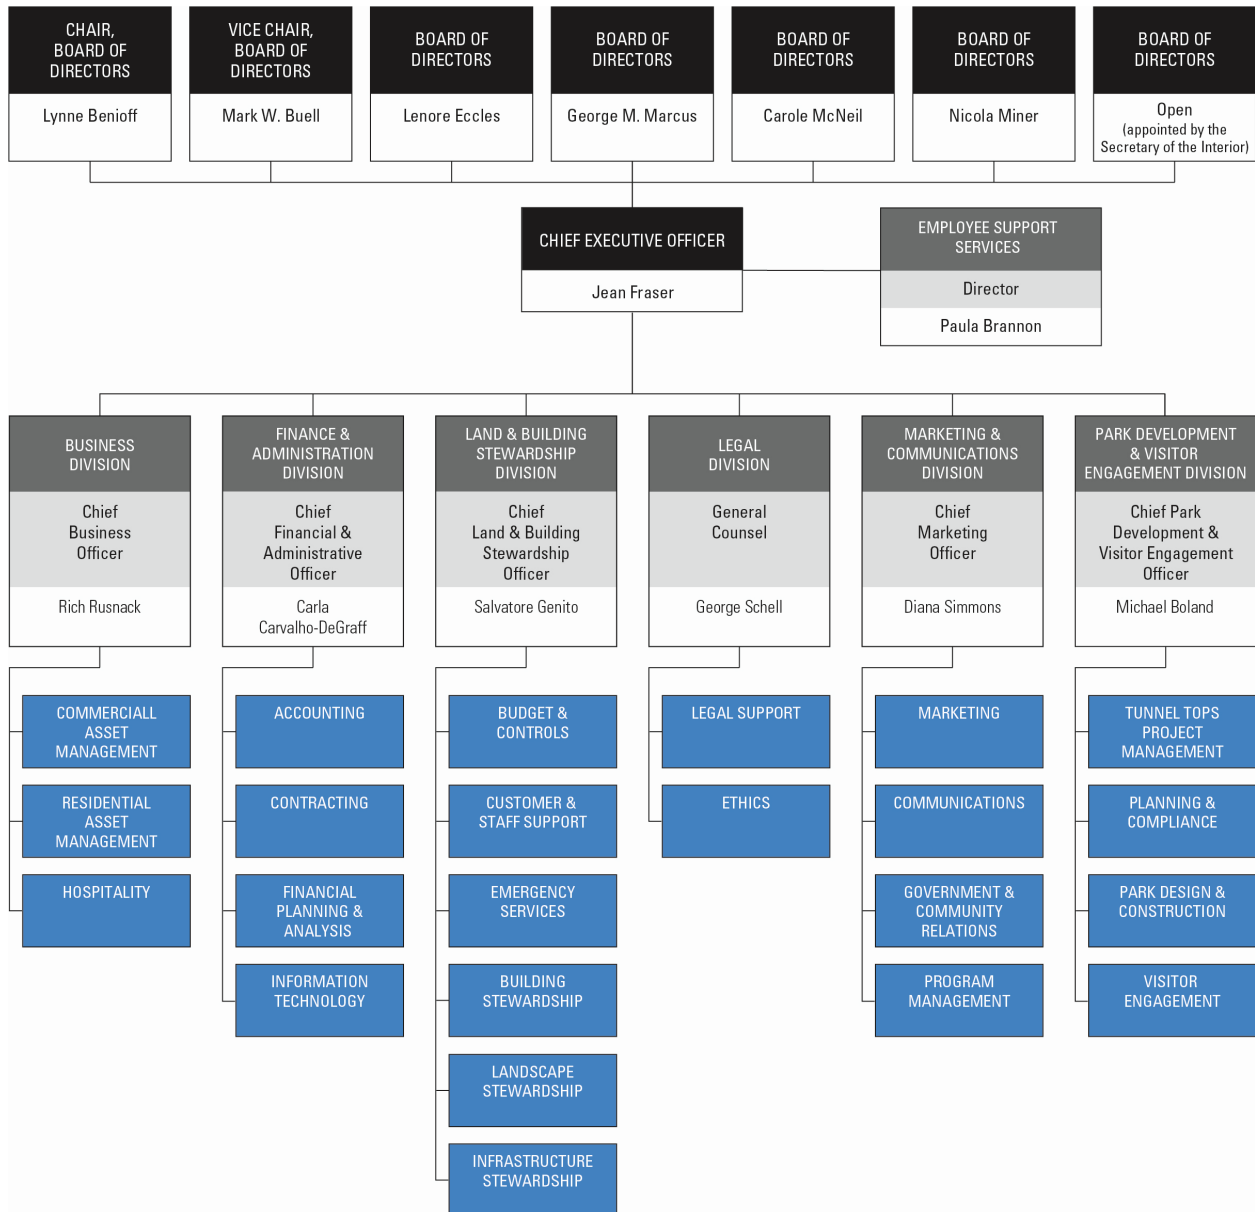 CHAIR,
BOARD OF
DIRECTORS
Lynne Benioff
VICE CHAIR,
BOARD OF
DIRECTORS
Mark W. Buell
BOARD OF
DIRECTORS
Lenore Eccles
BOARD OF
DIRECTORS
George M. Marcus
BOARD OF
DIRECTORS
Carole McNeil
BOARD OF
DIRECTORS
Nicola Miner
BOARD OF
DIRECTORS
Open
(appointed by the
Secretary of the Interior)
CHIEF EXECUTIVE OFFICER
Jean Fraser
EMPLOYEE SUPPORT
SERVICES
Director
Paula Brannon
BUSINESS
DIVISION
Chief
Business
Officer
Rich Rusnack
COMMERCIALL
ASSET
MANAGEMENT
RESIDENTIAL
ASSET
MANAGEMENT
HOSPITALITY
FINANCE &
ADMINISTRATION
DIVISION
Chief
Financial &
Administrative
Officer
Carla
Carvalho-DeGraff
ACCOUNTING
CONTRACTING
FINANCIAL
PLANNING &
ANALYSIS
INFORMATION
TECHNOLOGY
LAND & BUILDING
STEWARDSHIP
DIVISION
Chief
Land & Building
Stewardship
Officer
Salvatore Genito
BUDGET &
CONTROLS
CUSTOMER &
STAFF SUPPORT
EMERGENCY
SERVICES
BUILDING
STEWARDSHIP
LANDSCAPE
STEWARDSHIP
INFRASTRUCTURE
STEWARDSHIP
LEGAL
DIVISION
General
Counsel
George Schell
LEGAL SUPPORT
ETHICS
MARKETING &
COMMUNICATIONS
DIVISION
Chief
Marketing
Officer
Diana Simmons
MARKETING
COMMUNICATIONS
GOVERNMENT &
COMMUNITY
RELATIONS
PROGRAM
MANAGEMENT
PARK DEVELOPMENT
& VISITOR
ENGAGEMENT DIVISION
Chief Park
Development &
Visitor Engagement
Officer
Michael Boland
TUNNEL TOPS
PROJECT
MANAGEMENT
PLANNING &
COMPLIANCE
PARK DESIGN &
CONSTRUCTION
VISITOR
ENGAGEMENT